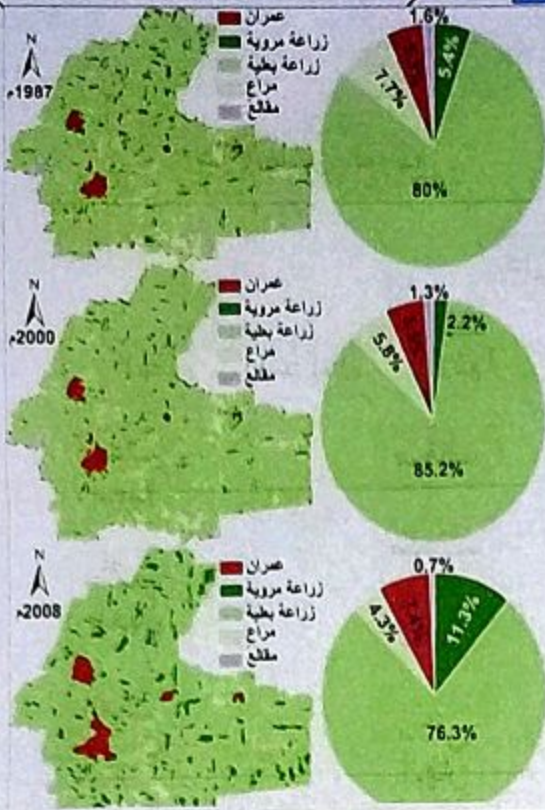 N
1987م
عمران
زراعة مروية
زراعة بعلية
مراع
مقالع
1.6%
5.4%
7.7%
80%
N
2000م
عمران
زراعة مروية
زراعة بعلية
مراع
مقالع
1.3%
2.2%
5.8%
85.2%
N
2008م
عمران
زراعة مروية
زراعة بعلية
مراع
مقالع
0.7%
11.3%
4.3%
7.4%
76.3%